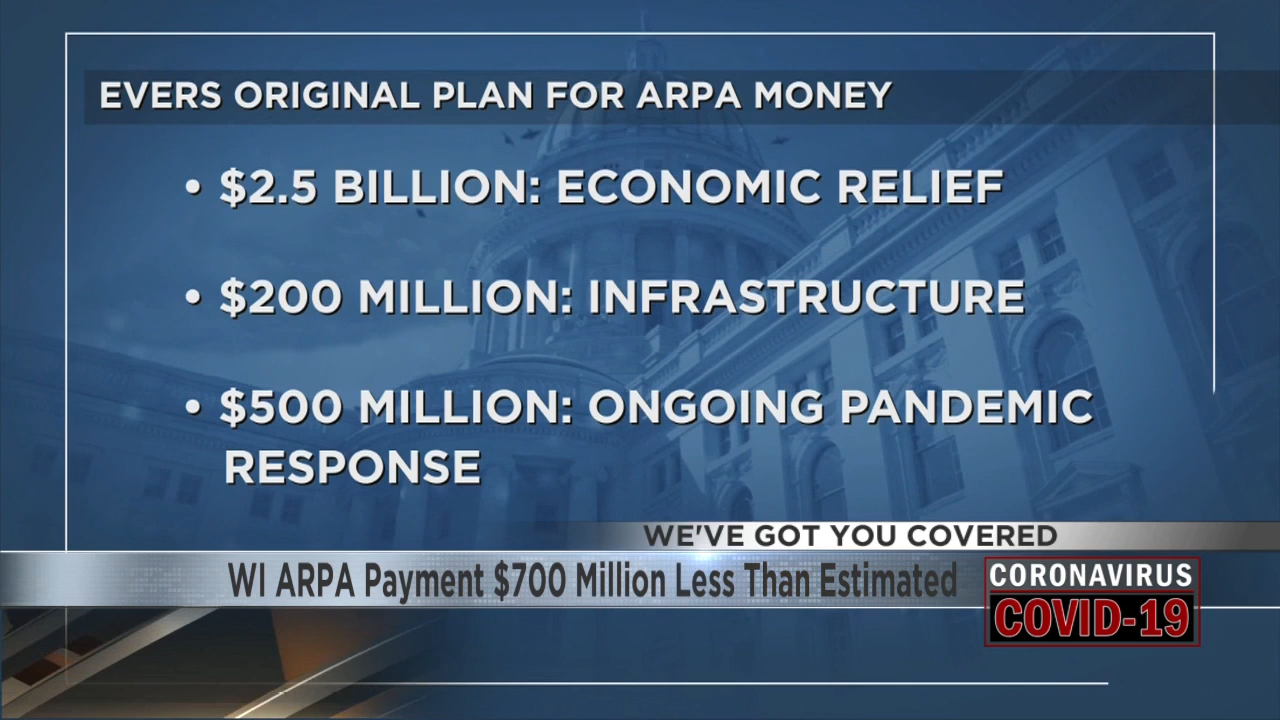 EVERS ORIGINAL PLAN FOR ARPA MONEY
• $2.5 BILLION: ECONOMIC RELIEF
• $200 MILLION: INFRASTRUCTURE
• $500 MILLION: ONGOING PANDEMIC
RESPONSE
WE'VE GOT YOU COVERED
WI ARPA Payment $700 Million Less Than Estimated
CORONAVIRUS
COVID-19